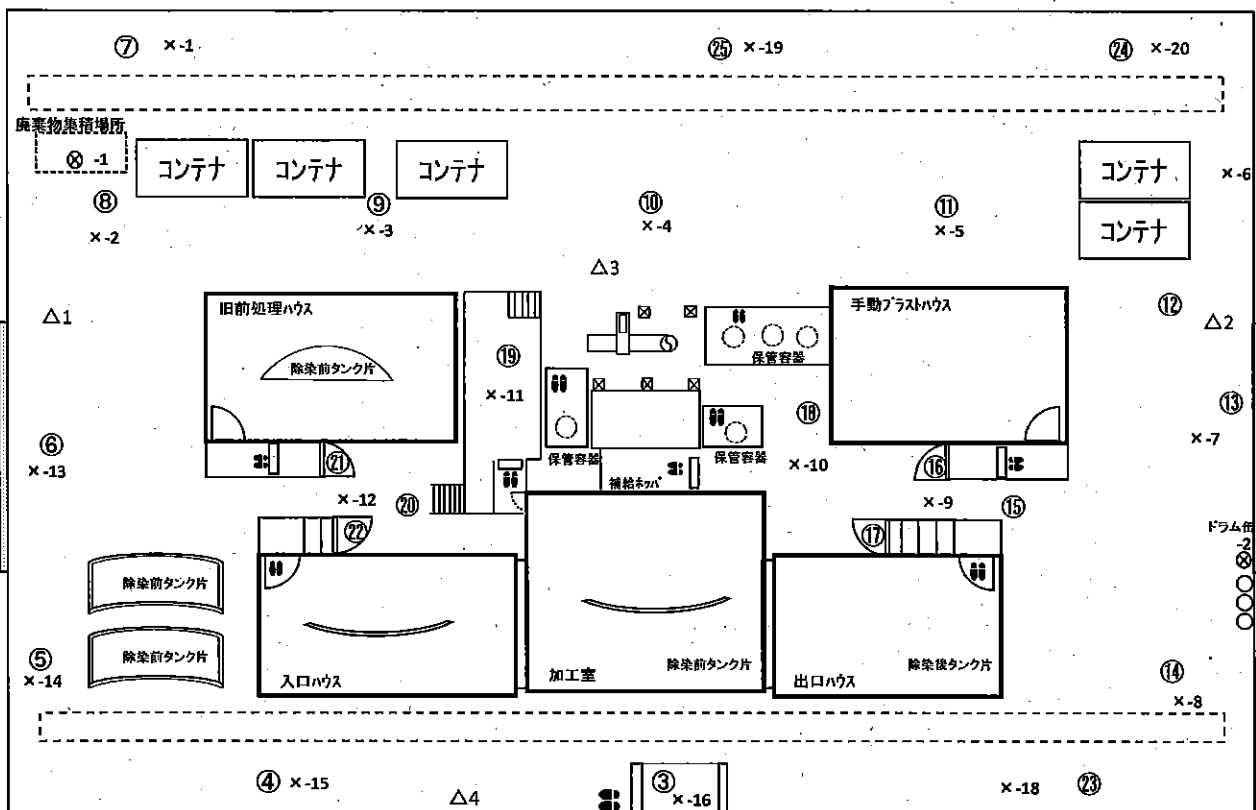 ⑦ ×-1 ㉕ ×-19 ㉔ ×-20
廃棄物集積場所
⊗ -1
コンテナ コンテナ コンテナ コンテナ ×-6
⑧ ⑨ ⑩ ⑪
×-2 ×-3 ×-4 ×-5
コンテナ
△3
△1 旧前処理ハウス 手動ブラストハウス ⑫ △2
除染前タンク片 ⑲ 保管容器
×-11
⑱ ⑬
⑥ ×-7
×-13 ㉑ 保管容器 保管容器 ×-10 ⑯
補給ホッパ
×-12 ⑳ ×-9 ⑮
㉒ ⑰ ドラム缶
-2
⊗
除染前タンク片
除染前タンク片
⑤ 入口ハウス 加工室 除染前タンク片 出口ハウス 除染後タンク片 ⑭
×-14 ×-8
④ ×-15 △4 ③ ×-16 ×-18 ㉓